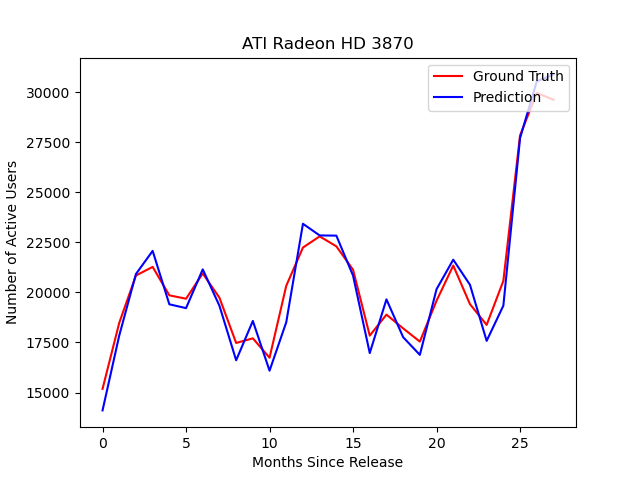 ATI Radeon HD 3870
Ground Truth
Prediction
Number of Active Users
30000
27500
25000
22500
20000
17500
15000
0 5 10 15 20 25
Months Since Release